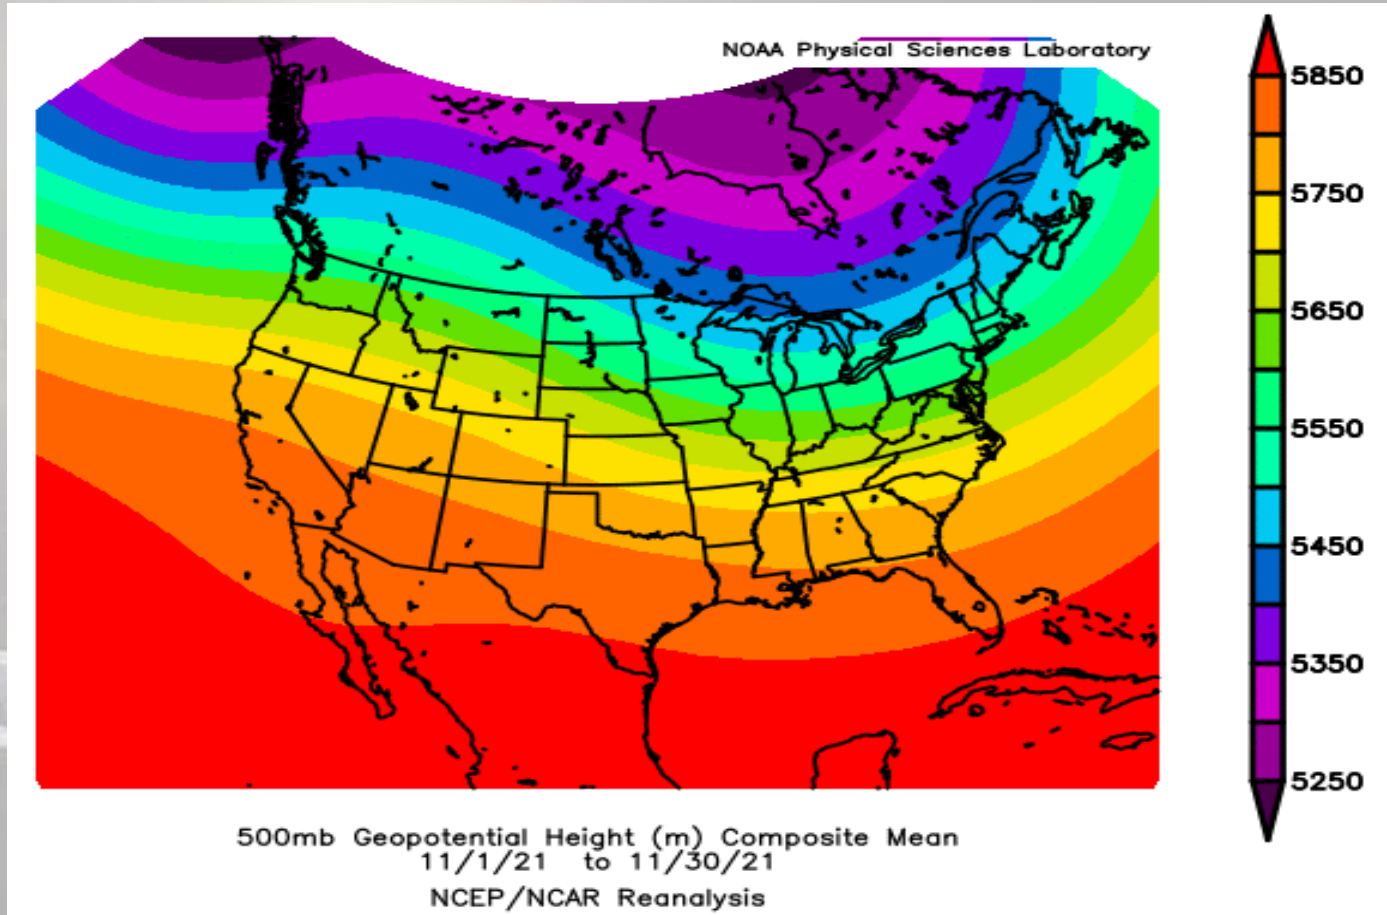 NOAA Physical Sciences Laboratory
5850
5750
5650
5550
5450
5350
5250
500mb Geopotential Height (m) Composite Mean
11/1/21 to 11/30/21
NCEP/NCAR Reanalysis